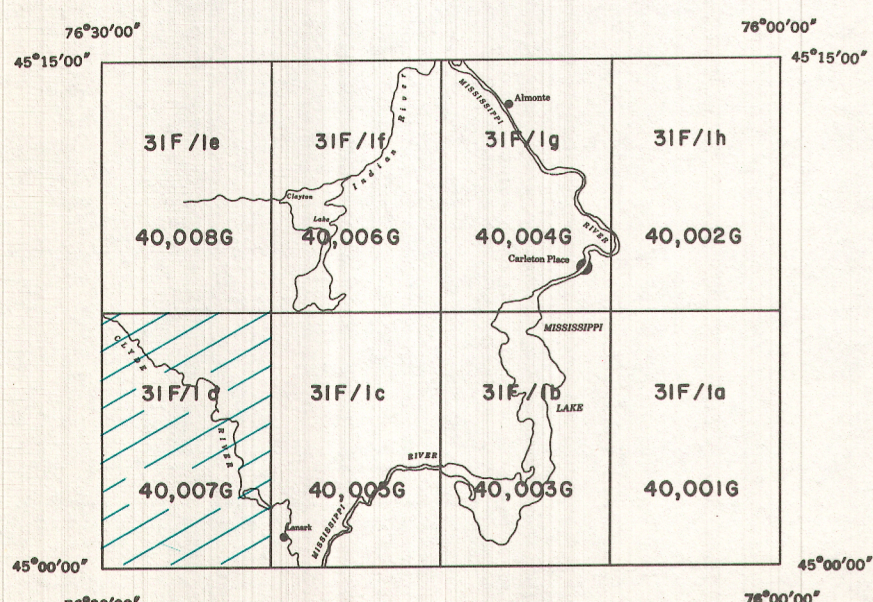 76°30'00" 76°00'00"
45°15'00" 45°15'00"
MISSISSIPPI
Almonte
Indian River
31F/1e 31F/1f 31F/1g 31F/1h
Clayton
Lake
RIVER
40,008G 40,006G 40,004G 40,002G
Carleton Place
MISSISSIPPI
CLYDE
31F/1d 31F/1c 31F/1b 31F/1a
LAKE
RIVER
RIVER
40,007G 40,005G 40,003G 40,001G
MISSISSIPPI
Lanark
45°00'00" 45°00'00"
76°00'00"